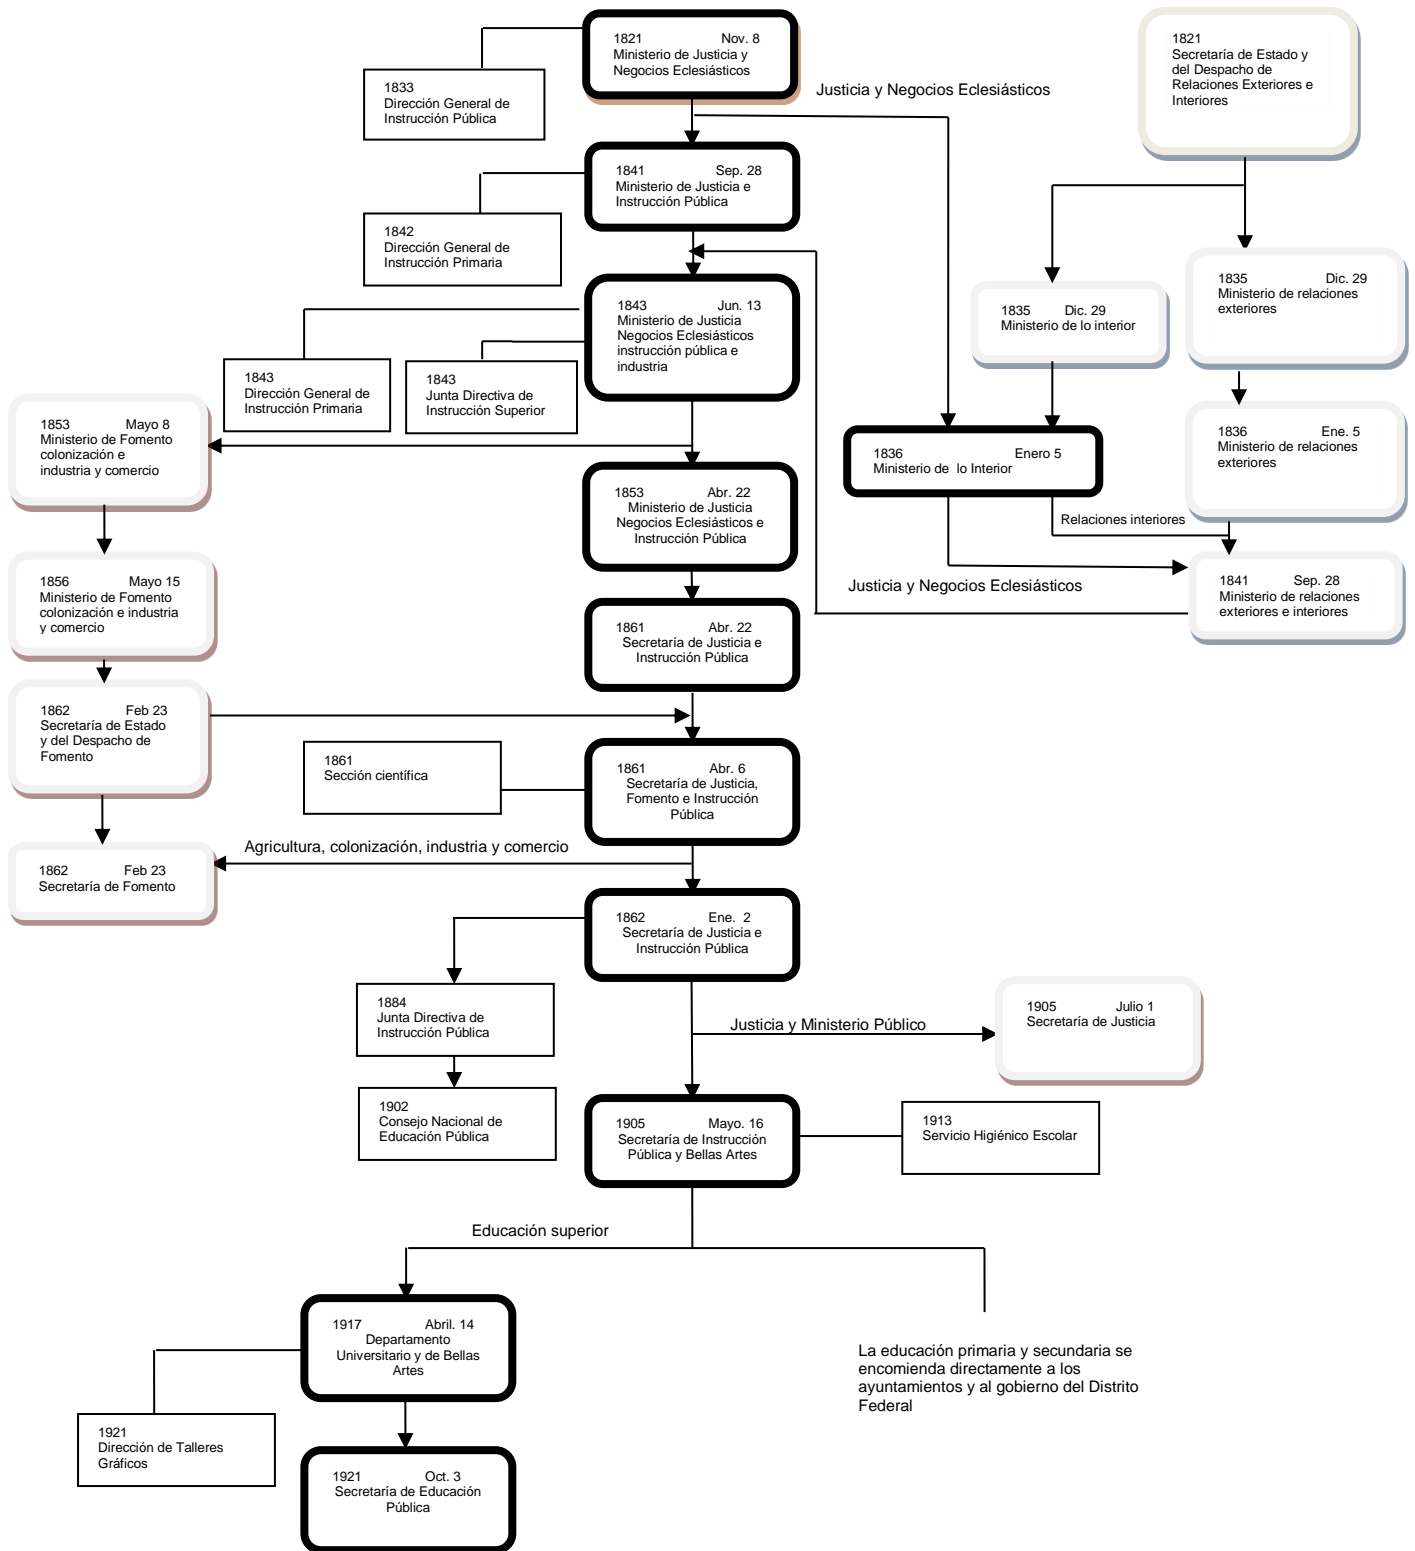 1821 Nov. 8
Ministerio de Justicia y
Negocios Eclesiásticos
1821
Secretaría de Estado y
del Despacho de
Relaciones Exteriores e
Interiores
1833
Dirección General de
Instrucción Pública
Justicia y Negocios Eclesiásticos
1841 Sep. 28
Ministerio de Justicia e
Instrucción Pública
1842
Dirección General de
Instrucción Primaria
1835 Dic. 29
Ministerio de relaciones
exteriores
1835 Dic. 29
Ministerio de lo interior
1843 Jun. 13
Ministerio de Justicia
Negocios Eclesiásticos
instrucción pública e
industria
1843
Dirección General de
Instrucción Primaria
1843
Junta Directiva de
Instrucción Superior
1853 Mayo 8
Ministerio de Fomento
colonización e
industria y comercio
1836 Enero 5
Ministerio de lo Interior
1836 Ene. 5
Ministerio de relaciones
exteriores
1853 Abr. 22
Ministerio de Justicia
Negocios Eclesiásticos e
Instrucción Pública
Relaciones interiores
1856 Mayo 15
Ministerio de Fomento
colonización e industria
y comercio
Justicia y Negocios Eclesiásticos
1841 Sep. 28
Ministerio de relaciones
exteriores e interiores
1861 Abr. 22
Secretaría de Justicia e
Instrucción Pública
1862 Feb 23
Secretaría de Estado
y del Despacho de
Fomento
1861
Sección científica
1861 Abr. 6
Secretaría de Justicia,
Fomento e Instrucción
Pública
Agricultura, colonización, industria y comercio
1862 Feb 23
Secretaría de Fomento
1862 Ene. 2
Secretaría de Justicia e
Instrucción Pública
1884
Junta Directiva de
Instrucción Pública
Justicia y Ministerio Público
1905 Julio 1
Secretaría de Justicia
1902
Consejo Nacional de
Educación Pública
1905 Mayo. 16
Secretaría de Instrucción
Pública y Bellas Artes
1913
Servicio Higiénico Escolar
Educación superior
1917 Abril. 14
Departamento
Universitario y de Bellas
Artes
La educación primaria y secundaria se
encomienda directamente a los
ayuntamientos y al gobierno del Distrito
Federal
1921
Dirección de Talleres
Gráficos
1921 Oct. 3
Secretaría de Educación
Pública